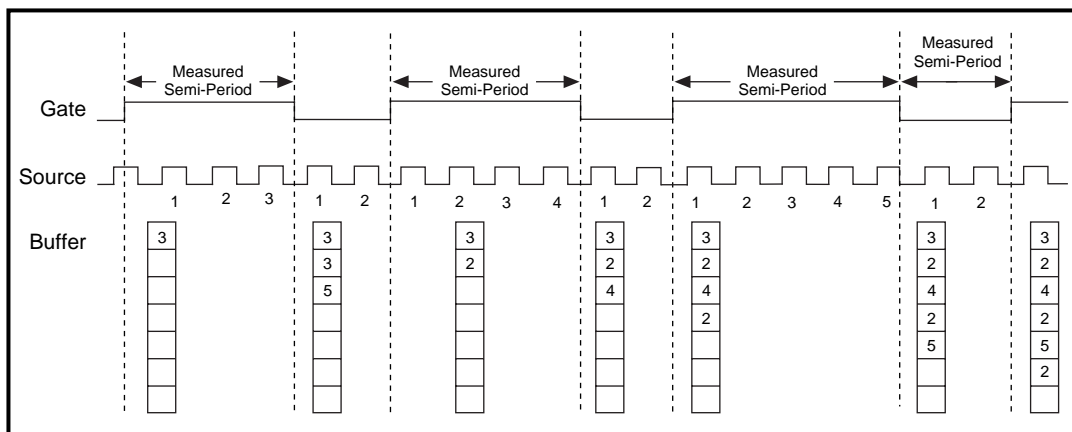 Measured
Semi-Period
Measured
Semi-Period
Measured
Semi-Period
Measured
Semi-Period
Gate
Source
1 2 3 1 2 1 2 3 4 1 2 1 2 3 4 5 1 2
Buffer
3 3 3 3 3 3 3
3 2 2 2 2 2
5 4 4 4 4
2 2 2
5 5
2